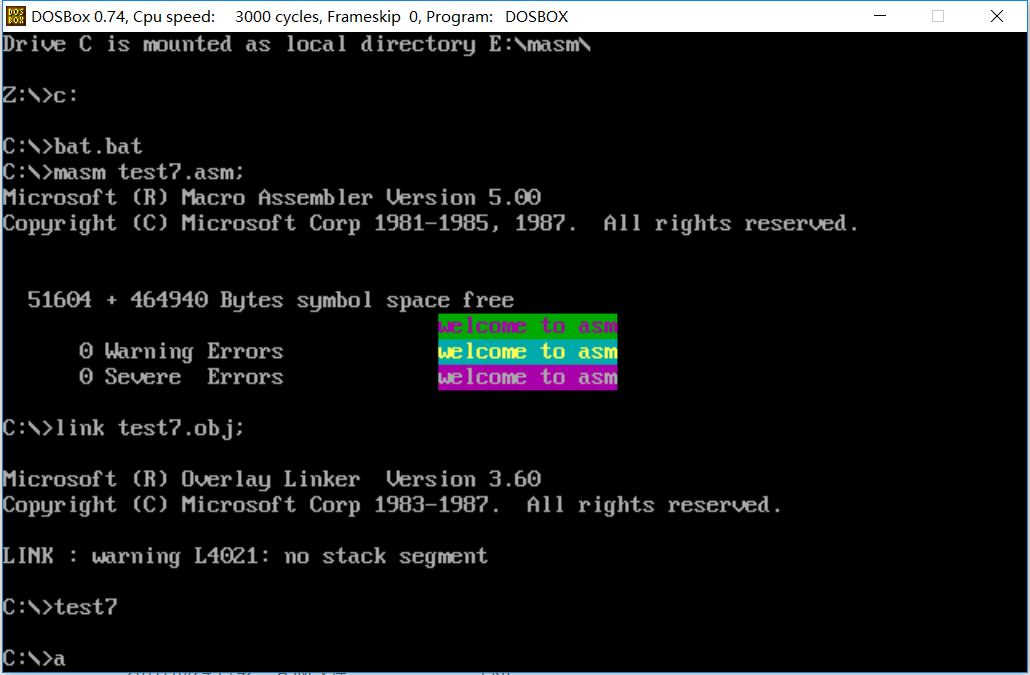 DOSBox 0.74, Cpu speed: 3000 cycles, Frameskip 0, Program: DOSBOX
Drive C is mounted as local directory E:\masm\
Z:\>c:
C:\>bat.bat
C:\>masm test7.asm;
Microsoft (R) Macro Assembler Version 5.00
Copyright (C) Microsoft Corp 1981-1985, 1987.  All rights reserved.
51604 + 464940 Bytes symbol space free
welcome to asm
0 Warning Errors welcome to asm
0 Severe  Errors welcome to asm
C:\>link test7.obj;
Microsoft (R) Overlay Linker  Version 3.60
Copyright (C) Microsoft Corp 1983-1987.  All rights reserved.
LINK : warning L4021: no stack segment
C:\>test7
C:\>a